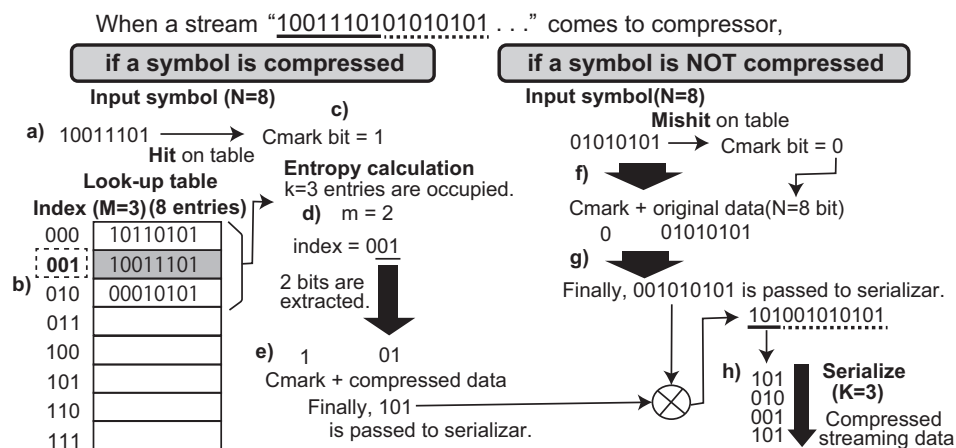 When a stream “1001110101010101 . . .” comes to compressor,
if a symbol is compressed
Input symbol (N=8)
a) 10011101
Hit on table
c)
Cmark bit = 1
Look-up table
Index (M=3) (8 entries)
000 10110101
001 10011101
b) 010 00010101
011
100
101
110
111
Entropy calculation
k=3 entries are occupied.
d) m = 2
index = 001
2 bits are
extracted.
e) 1 01
Cmark + compressed data
Finally, 101
is passed to serializar.
if a symbol is NOT compressed
Input symbol(N=8)
Mishit on table
01010101
Cmark bit = 0
f)
Cmark + original data(N=8 bit)
0 01010101
g)
Finally, 001010101 is passed to serializar.
101001010101
h) 101
010
001
101
Serialize
(K=3)
Compressed
streaming data